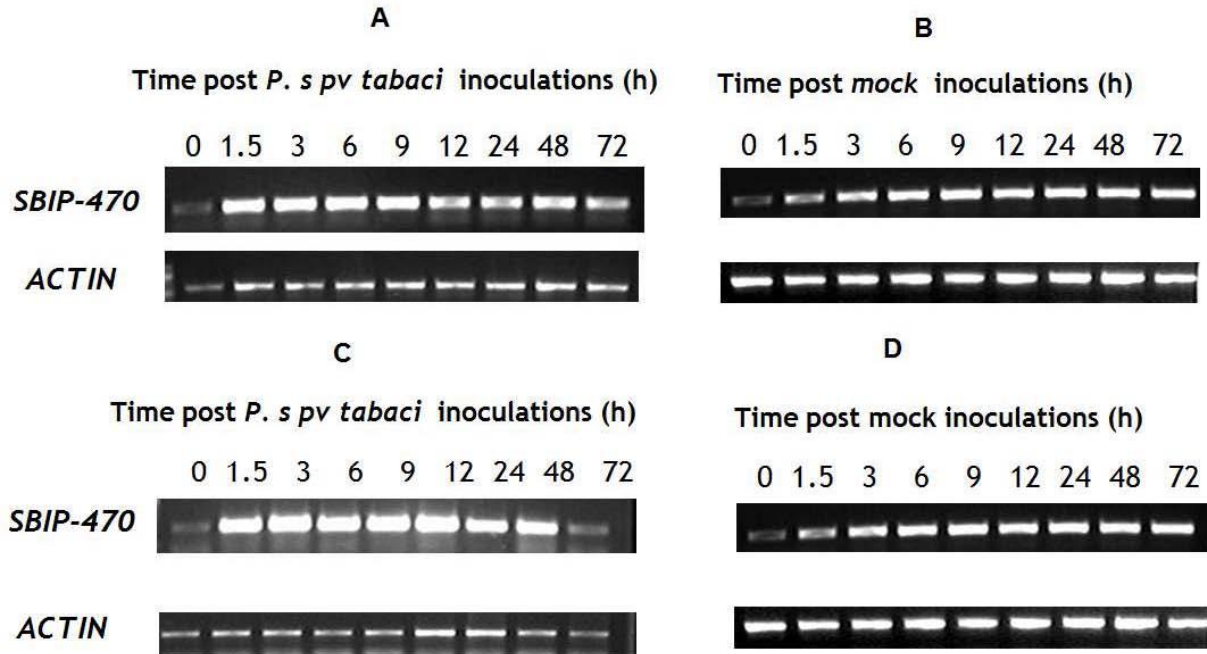 A
Time post P. s pv tabaci inoculations (h)
0 1.5 3 6 9 12 24 48 72
SBIP-470
ACTIN
B
Time post mock inoculations (h)
0 1.5 3 6 9 12 24 48 72
C
Time post P. s pv tabaci inoculations (h)
0 1.5 3 6 9 12 24 48 72
SBIP-470
ACTIN
D
Time post mock inoculations (h)
0 1.5 3 6 9 12 24 48 72